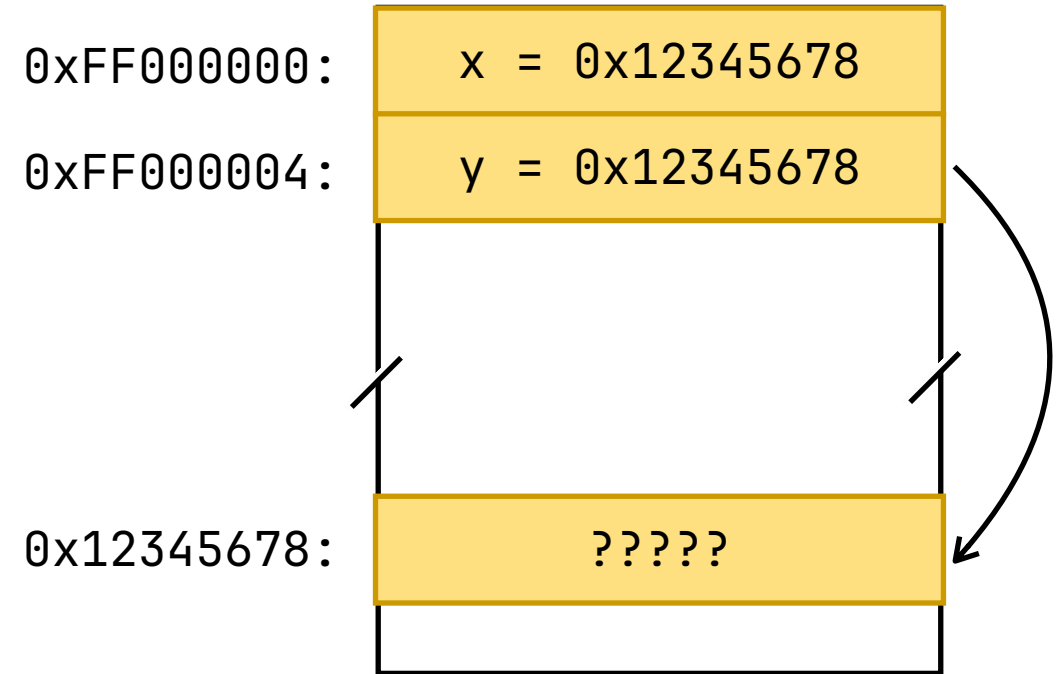 0xFF000000: x = 0x12345678
0xFF000004: y = 0x12345678
0x12345678: ?????